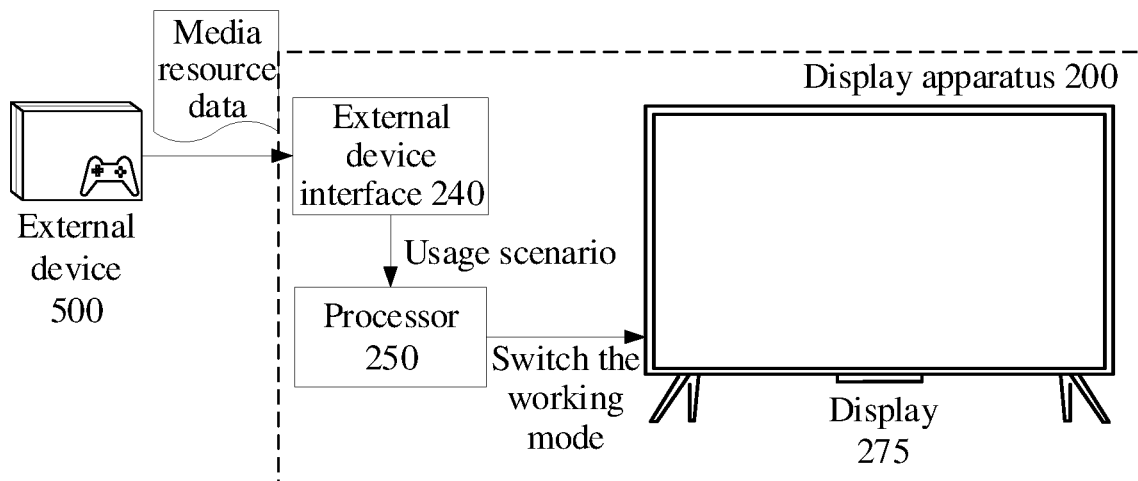 Media
resource
data
Display apparatus 200
External
device
interface 240
External
device
500
Usage scenario
Processor
250
Switch the
working
mode
Display
275